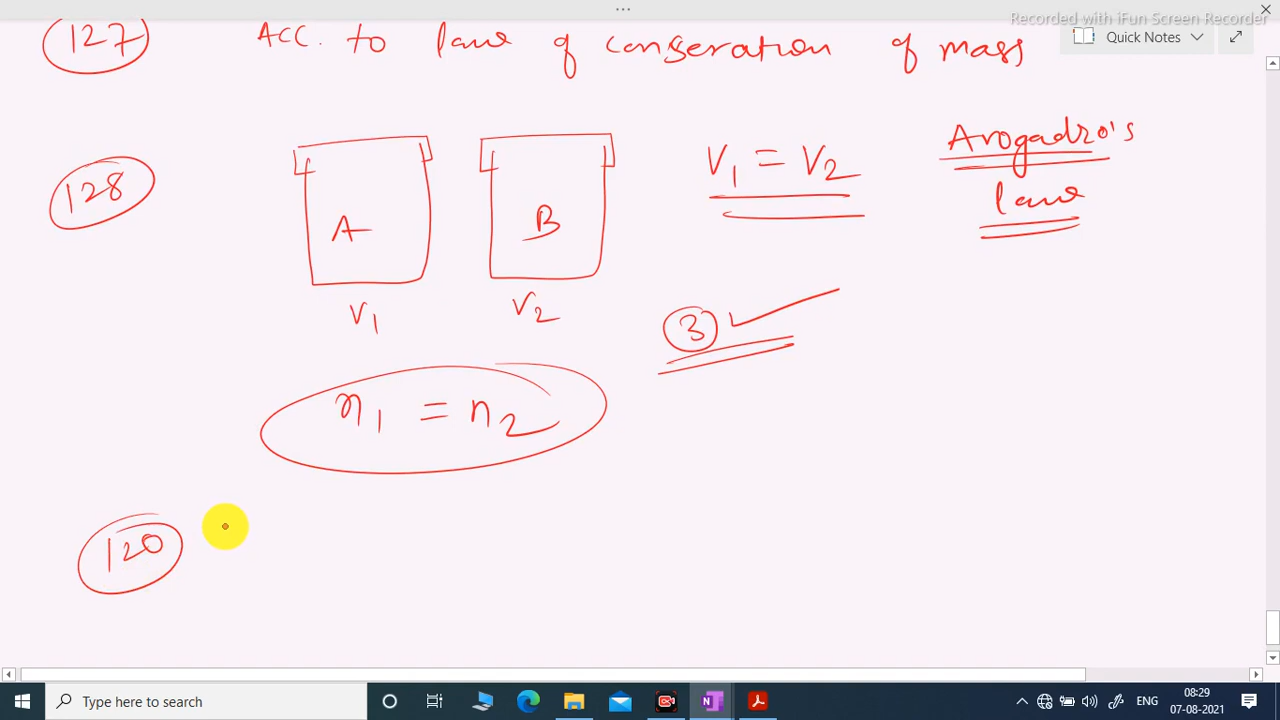 ...
Recorded with iFun Screen Recorder
Quick Notes
127 ACC. to law of conseration of mass
128
A
B
V1 = V2
Avogadro's
law
V1
V2
3
n1 = n2
120
Type here to search
ENG
08:29
07-08-2021